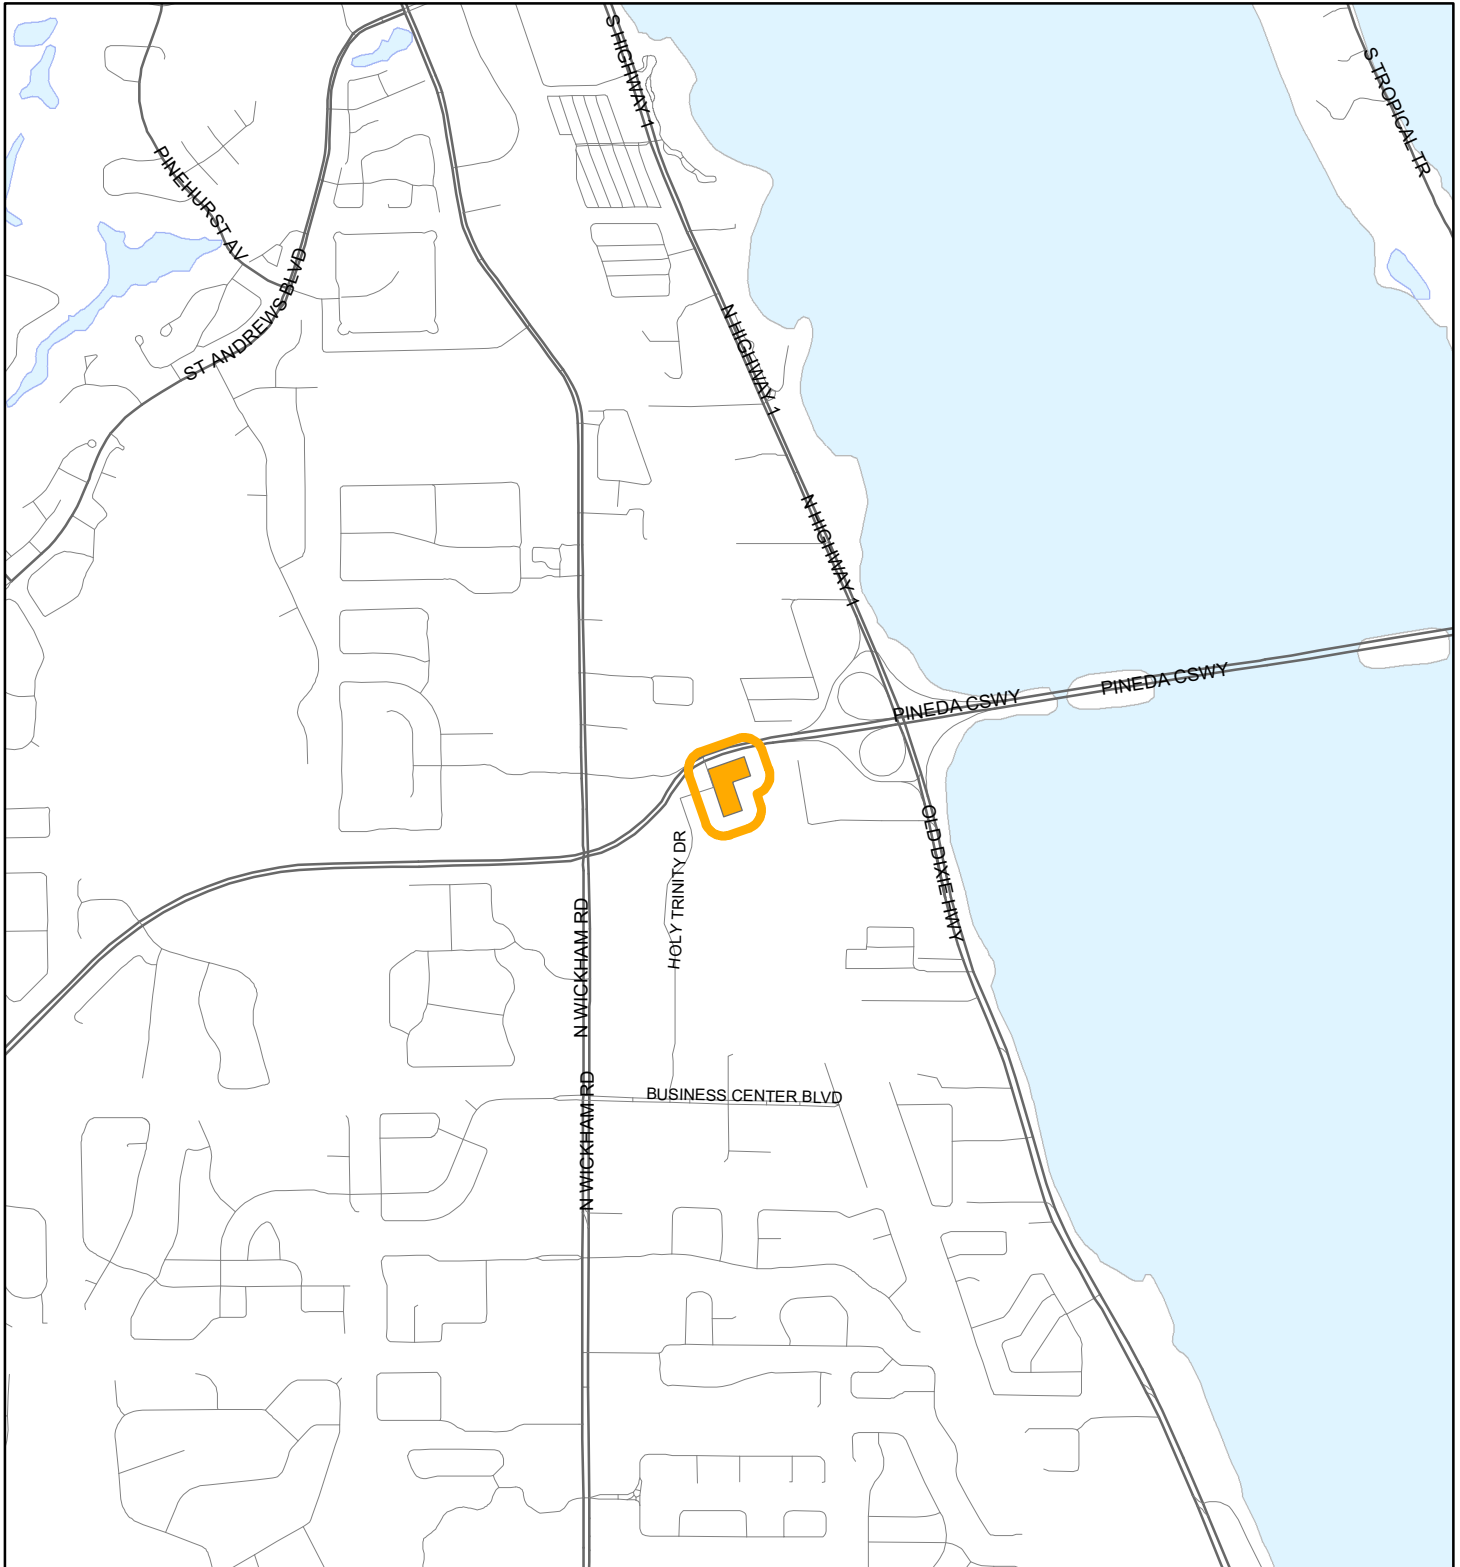 S HIGHWAY 1
S TROPICAL TR
PINEHURST AV
ST ANDREWS BLVD
N HIGHWAY 1
N HIGHWAY 1
PINEDA CSWY
PINEDA CSWY
OLD DIXIE HWY
HOLY TRINITY DR
N WICKHAM RD
N WICKHAM RD
BUSINESS CENTER BLVD